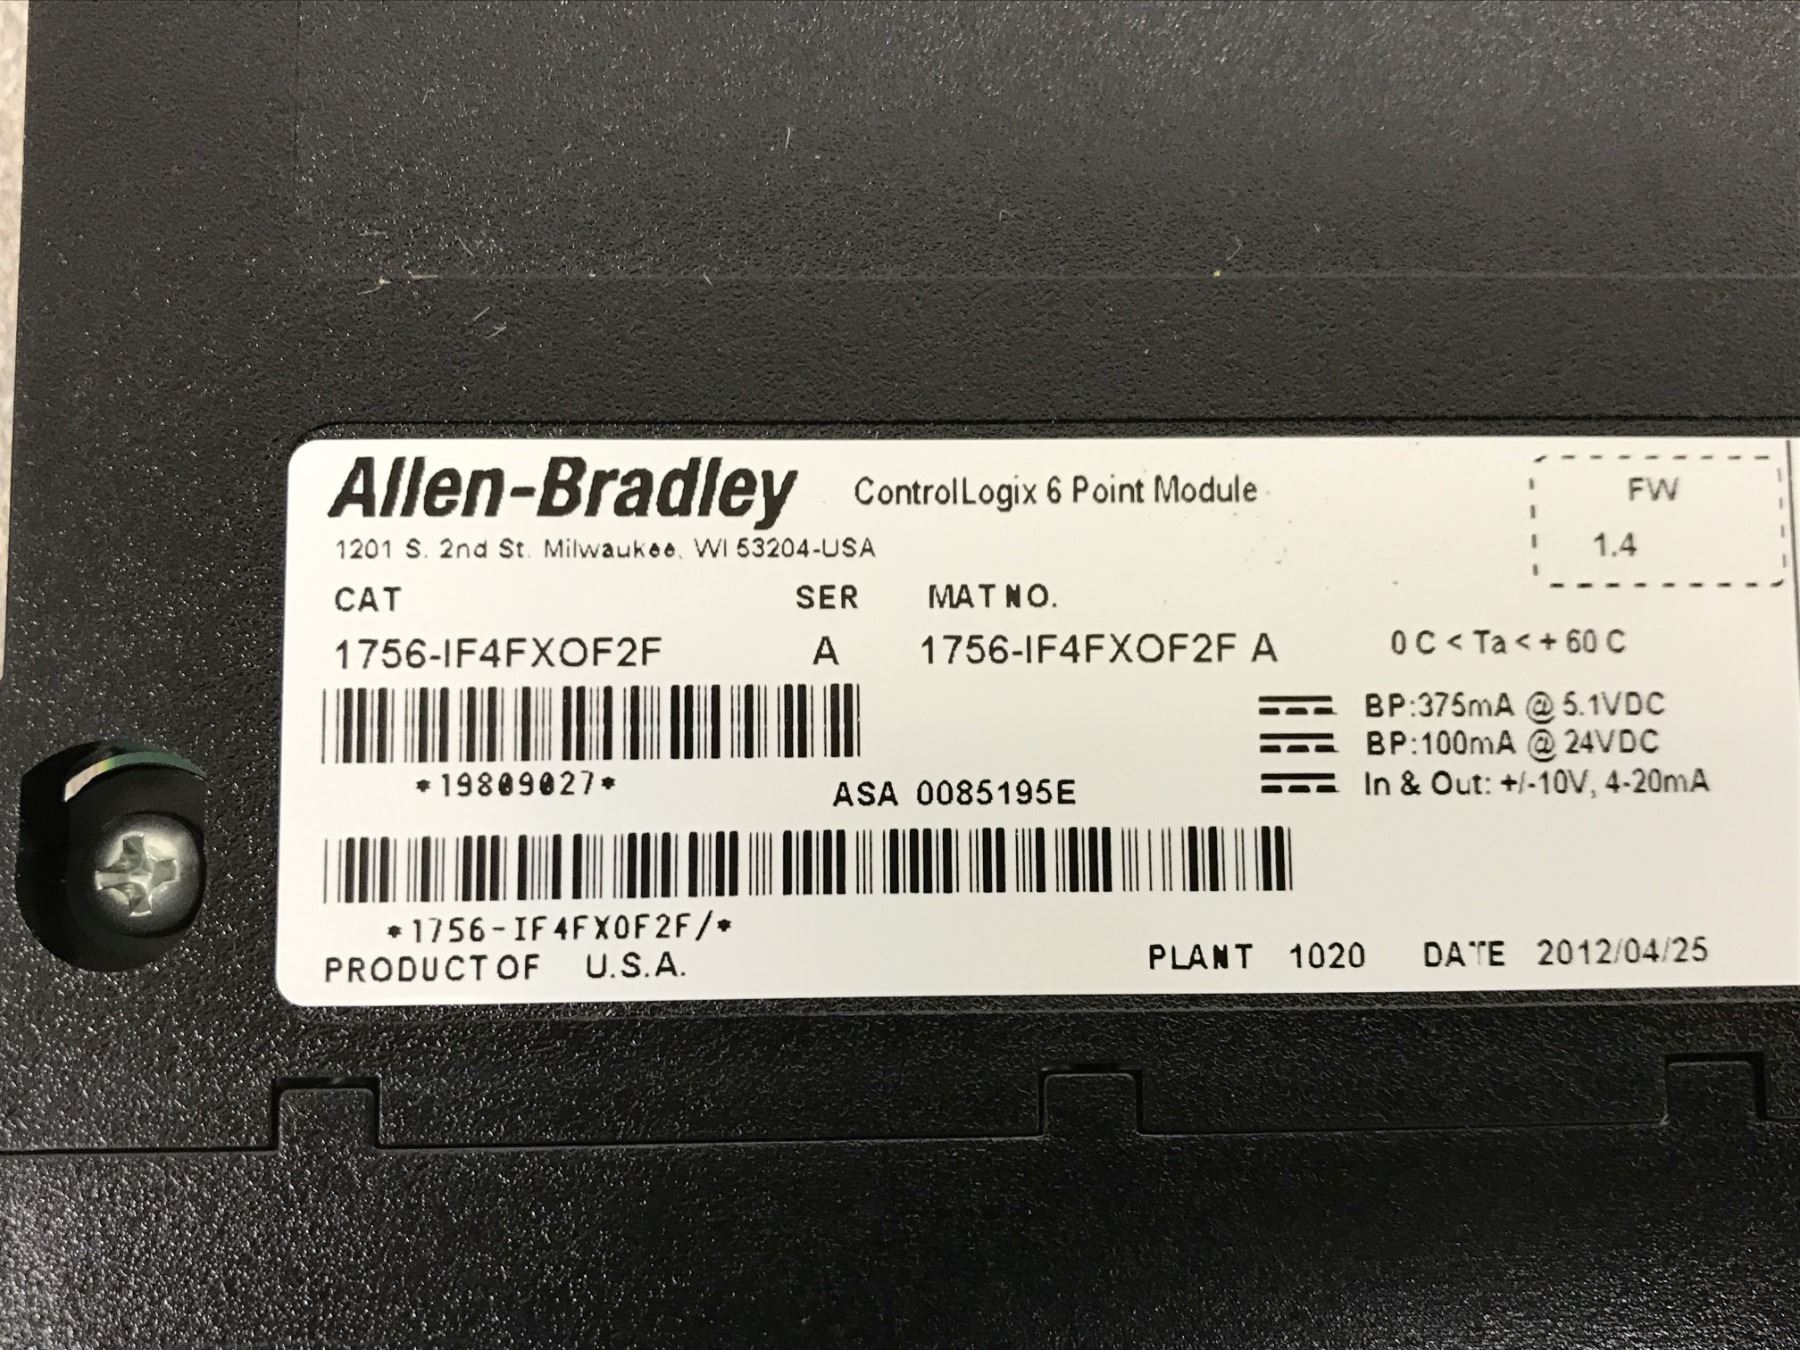 Allen-Bradley ControlLogix 6 Point Module FW
1201 S. 2nd St. Milwaukee, WI 53204-USA 1.4
CAT SER MAT NO.
1756-IF4FXOF2F A 1756-IF4FXOF2F A 0 C < Ta < + 60 C
BP:375mA @ 5.1VDC
BP:100mA @ 24VDC
*19809027* ASA 0085195E In & Out: +/-10V, 4-20mA
*1756-IF4FXOF2F/*
PRODUCT OF U.S.A. PLANT 1020 DATE 2012/04/25